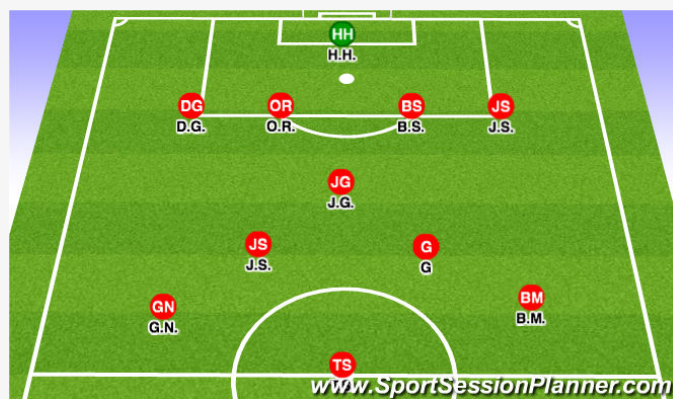 HH
H.H.
DG
OR
BS
JS
D.G.
O.R.
B.S.
J.S.
JG
J.G.
JS
G
J.S.
G
GN
BM
G.N.
B.M.
TS
www.SportSessionPlanner.com